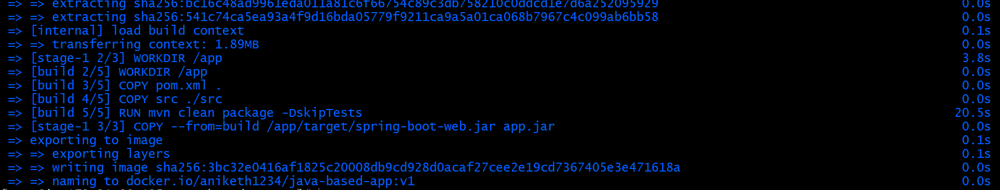 => => extracting sha256:bc16c48ad9961eda011a81c6f66754c89c3db758210c0ddcd1e7d6a252095929 0.0s
=> => extracting sha256:541c74ca5ea93a4f9d16bda05779f9211ca9a5a01ca068b7967c4c099ab6bb58 0.0s
=> [internal] load build context 0.1s
=> => transferring context: 1.89MB 0.0s
=> [stage-1 2/3] WORKDIR /app 3.8s
=> [build 2/5] WORKDIR /app 0.0s
=> [build 3/5] COPY pom.xml . 0.0s
=> [build 4/5] COPY src ./src 0.0s
=> [build 5/5] RUN mvn clean package -DskipTests 20.5s
=> [stage-1 3/3] COPY --from=build /app/target/spring-boot-web.jar app.jar 0.0s
=> exporting to image 0.1s
=> => exporting layers 0.1s
=> => writing image sha256:3bc32e0416af1825c20008db9cd928d0acaf27cee2e19cd7367405e3e471618a 0.0s
=> => naming to docker.io/aniketh1234/java-based-app:v1 0.0s